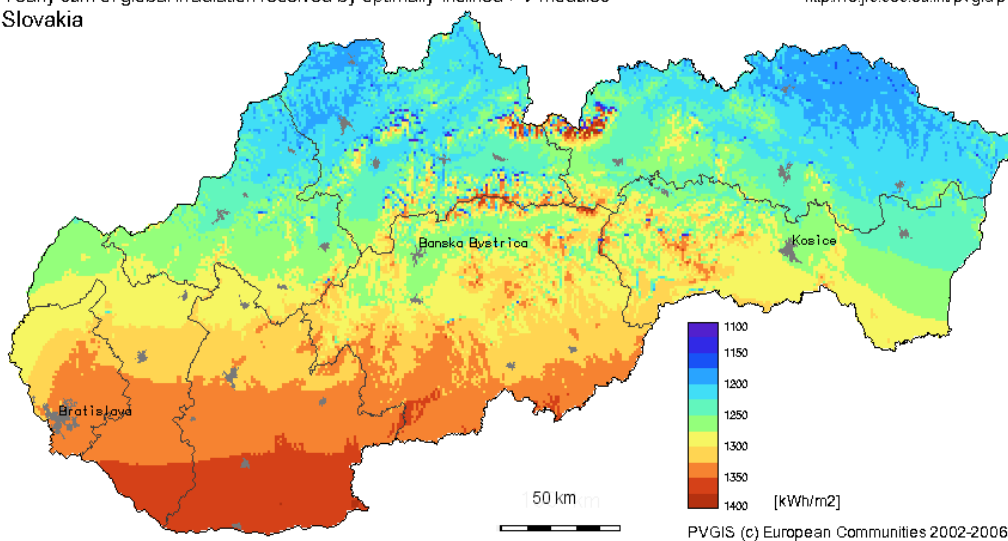 Slovakia
Banska Bystrica
Kosice
Bratislava
1100
1150
1200
1250
1300
1350
1400
[kWh/m2]
50 km
PVGIS (c) European Communities 2002-2006